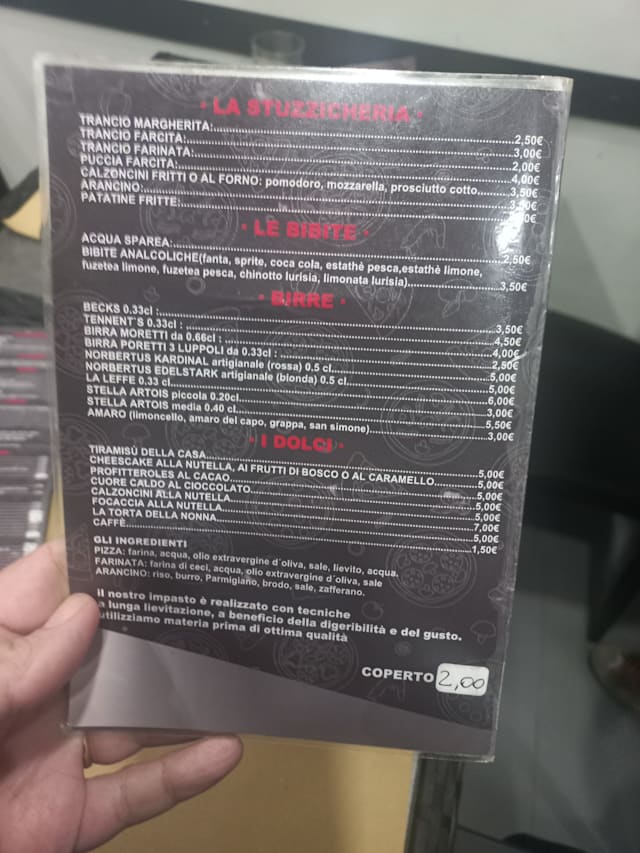 · LA STUZZICHERIA ·
TRANCIO MARGHERITA:.....2,50€
TRANCIO FARCITA:.....3,00€
TRANCIO FARINATA:.....2,00€
PUCCIA FARCITA:.....4,00€
CALZONCINI FRITTI O AL FORNO: pomodoro, mozzarella, prosciutto cotto.....3,50€
ARANCINO:.....
PATATINE FRITTE:.....
· LE BIBITE ·
ACQUA SPAREA:.....2,50€
BIBITE ANALCOLICHE(fanta, sprite, coca cola, estathè pesca,estathè limone,
fuzetea limone, fuzetea pesca, chinotto lurisia, limonata lurisia).....3,50€
· BIRRE ·
BECKS 0.33cl :.....3,50€
TENNENT'S 0.33cl :.....4,50€
BIRRA MORETTI da 0.66cl :.....4,00€
BIRRA PORETTI 3 LUPPOLI da 0.33cl :.....2,50€
NORBERTUS KARDINAL artigianale (rossa) 0.5 cl.....5,00€
NORBERTUS EDELSTARK artigianale (bionda) 0.5 cl.....5,00€
LA LEFFE 0.33 cl.....6,00€
STELLA ARTOIS piccola 0.20cl.....3,00€
STELLA ARTOIS media 0.40 cl.....5,50€
AMARO (limoncello, amaro del capo, grappa, san simone).....3,00€
· I DOLCI ·
TIRAMISÙ DELLA CASA.....5,00€
CHEESCAKE ALLA NUTELLA, AI FRUTTI DI BOSCO O AL CARAMELLO.....5,00€
PROFITTEROLES AL CACAO.....5,00€
CUORE CALDO AL CIOCCOLATO.....5,00€
CALZONCINI ALLA NUTELLA.....5,00€
FOCACCIA ALLA NUTELLA.....7,00€
LA TORTA DELLA NONNA.....5,00€
CAFFÈ.....1,50€
GLI INGREDIENTI
PIZZA: farina, acqua, olio extravergine d'oliva, sale, lievito, acqua.
FARINATA: farina di ceci, acqua, olio extravergine d'oliva, sale
ARANCINO: riso, burro, Parmigiano, brodo, sale, zafferano.
Il nostro impasto è realizzato con tecniche
a lunga lievitazione, a beneficio della digeribilità e del gusto.
utilizziamo materia prima di ottima qualità
COPERTO 2,00